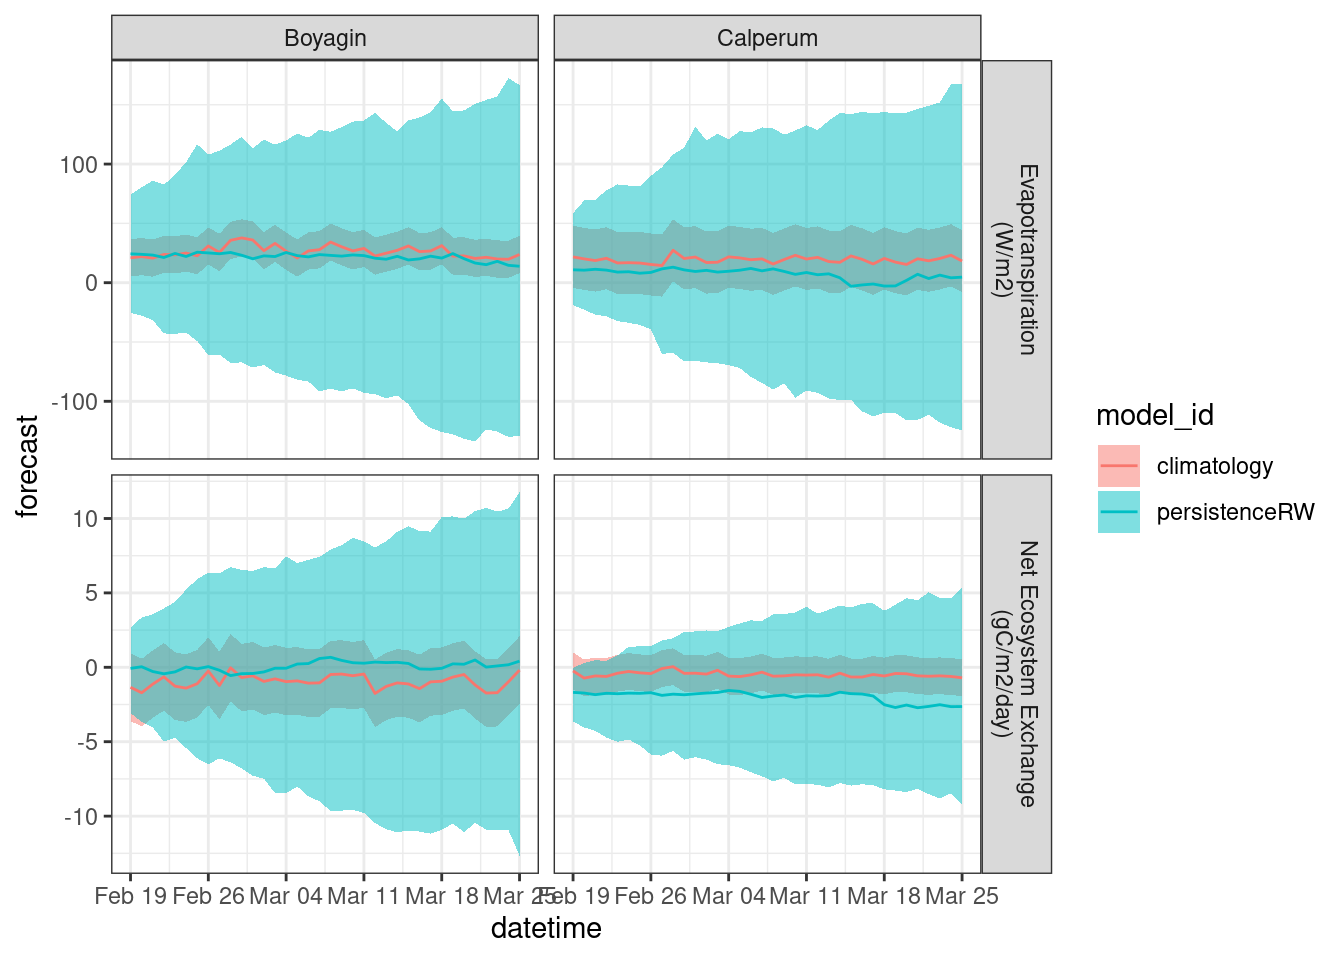 Boyagin
Calperum
100
0
-100
Evapotranspiration
(W/m2)
forecast
10
5
0
-5
-10
Net Ecosystem Exchange
(gC/m2/day)
Feb 19 Feb 26 Mar 04 Mar 11 Mar 18 Mar 25
Feb 19 Feb 26 Mar 04 Mar 11 Mar 18 Mar 25
datetime
model_id
climatology
persistenceRW